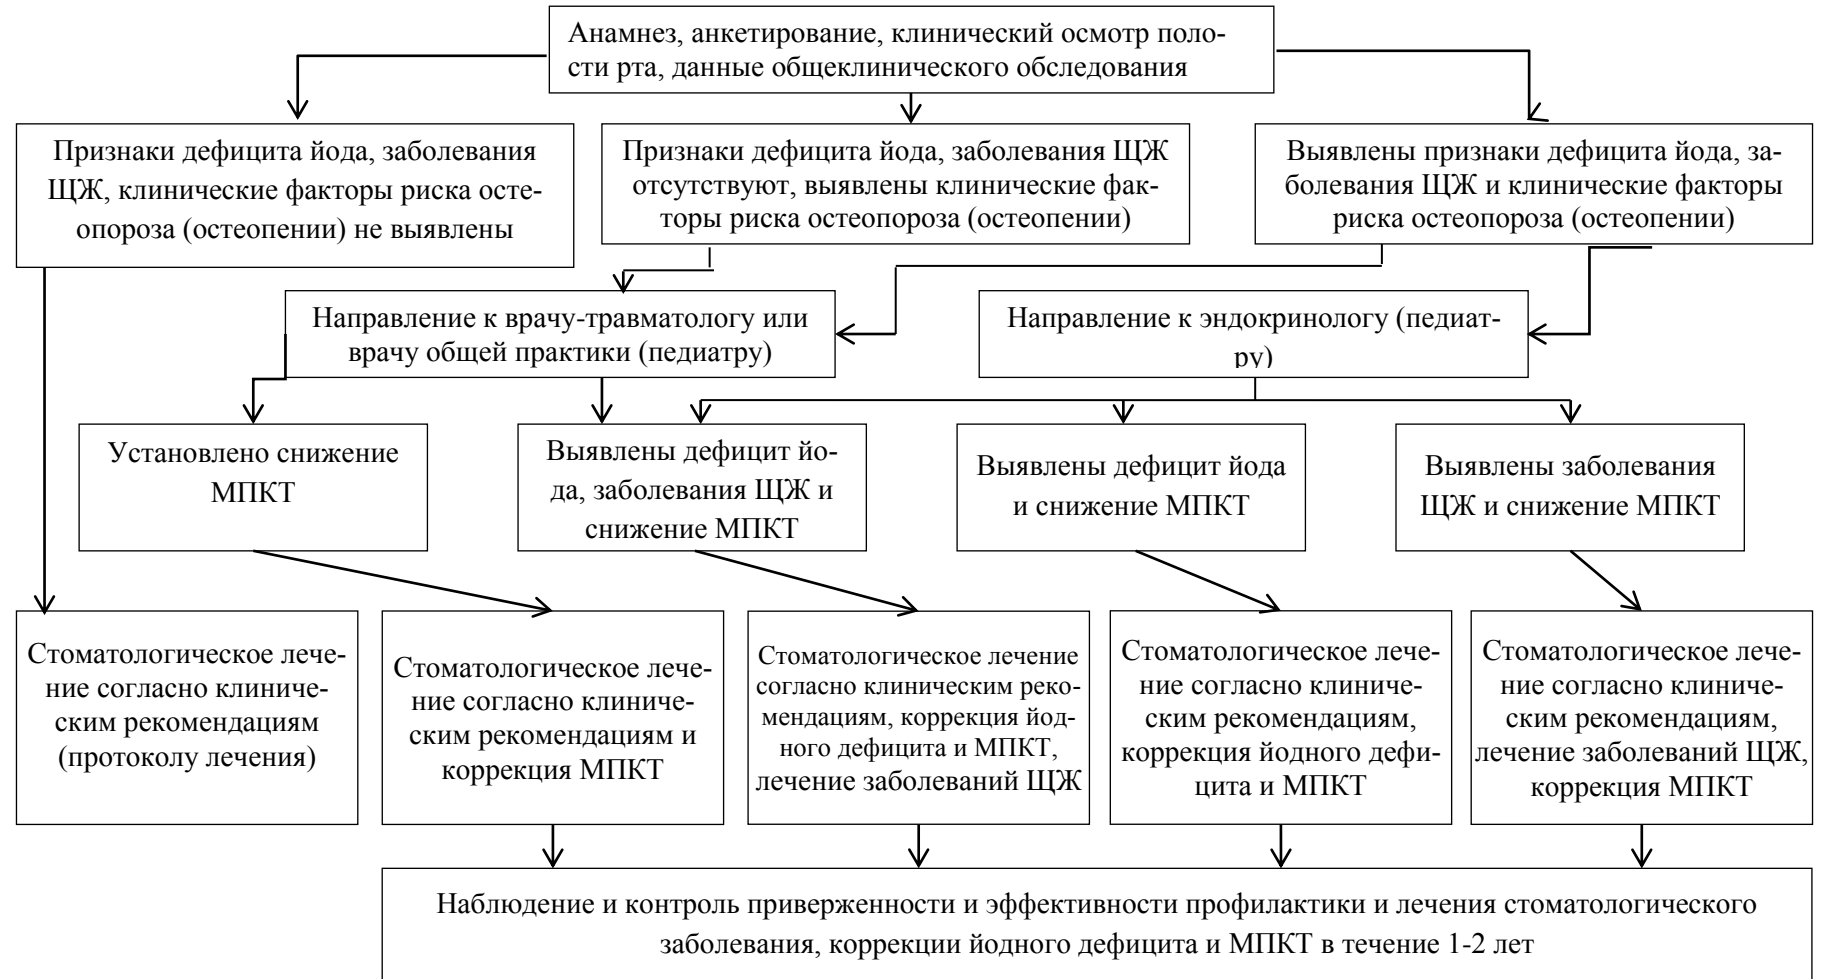 Анамнез, анкетирование, клинический осмотр поло-
сти рта, данные общеклинического обследования
Признаки дефицита йода, заболевания
ЩЖ, клинические факторы риска осте-
опороза (остеопении) не выявлены
Признаки дефицита йода, заболевания ЩЖ
отсутствуют, выявлены клинические фак-
торы риска остеопороза (остеопении)
Выявлены признаки дефицита йода, за-
болевания ЩЖ и клинические факторы
риска остеопороза (остеопении)
Направление к врачу-травматологу или
врачу общей практики (педиатру)
Направление к эндокринологу (педиат-
ру)
Установлено снижение
МПКТ
Выявлены дефицит йо-
да, заболевания ЩЖ и
снижение МПКТ
Выявлены дефицит йода
и снижение МПКТ
Выявлены заболевания
ЩЖ и снижение МПКТ
Стоматологическое лече-
ние согласно клиниче-
ским рекомендациям
(протоколу лечения)
Стоматологическое лече-
ние согласно клиниче-
ским рекомендациям и
коррекция МПКТ
Стоматологическое лечение
согласно клиническим реко-
мендациям, коррекция йод-
ного дефицита и МПКТ,
лечение заболеваний ЩЖ
Стоматологическое лече-
ние согласно клиниче-
ским рекомендациям,
коррекция йодного дефи-
цита и МПКТ
Стоматологическое лече-
ние согласно клиниче-
ским рекомендациям,
лечение заболеваний ЩЖ,
коррекция МПКТ
Наблюдение и контроль приверженности и эффективности профилактики и лечения стоматологического
заболевания, коррекции йодного дефицита и МПКТ в течение 1-2 лет